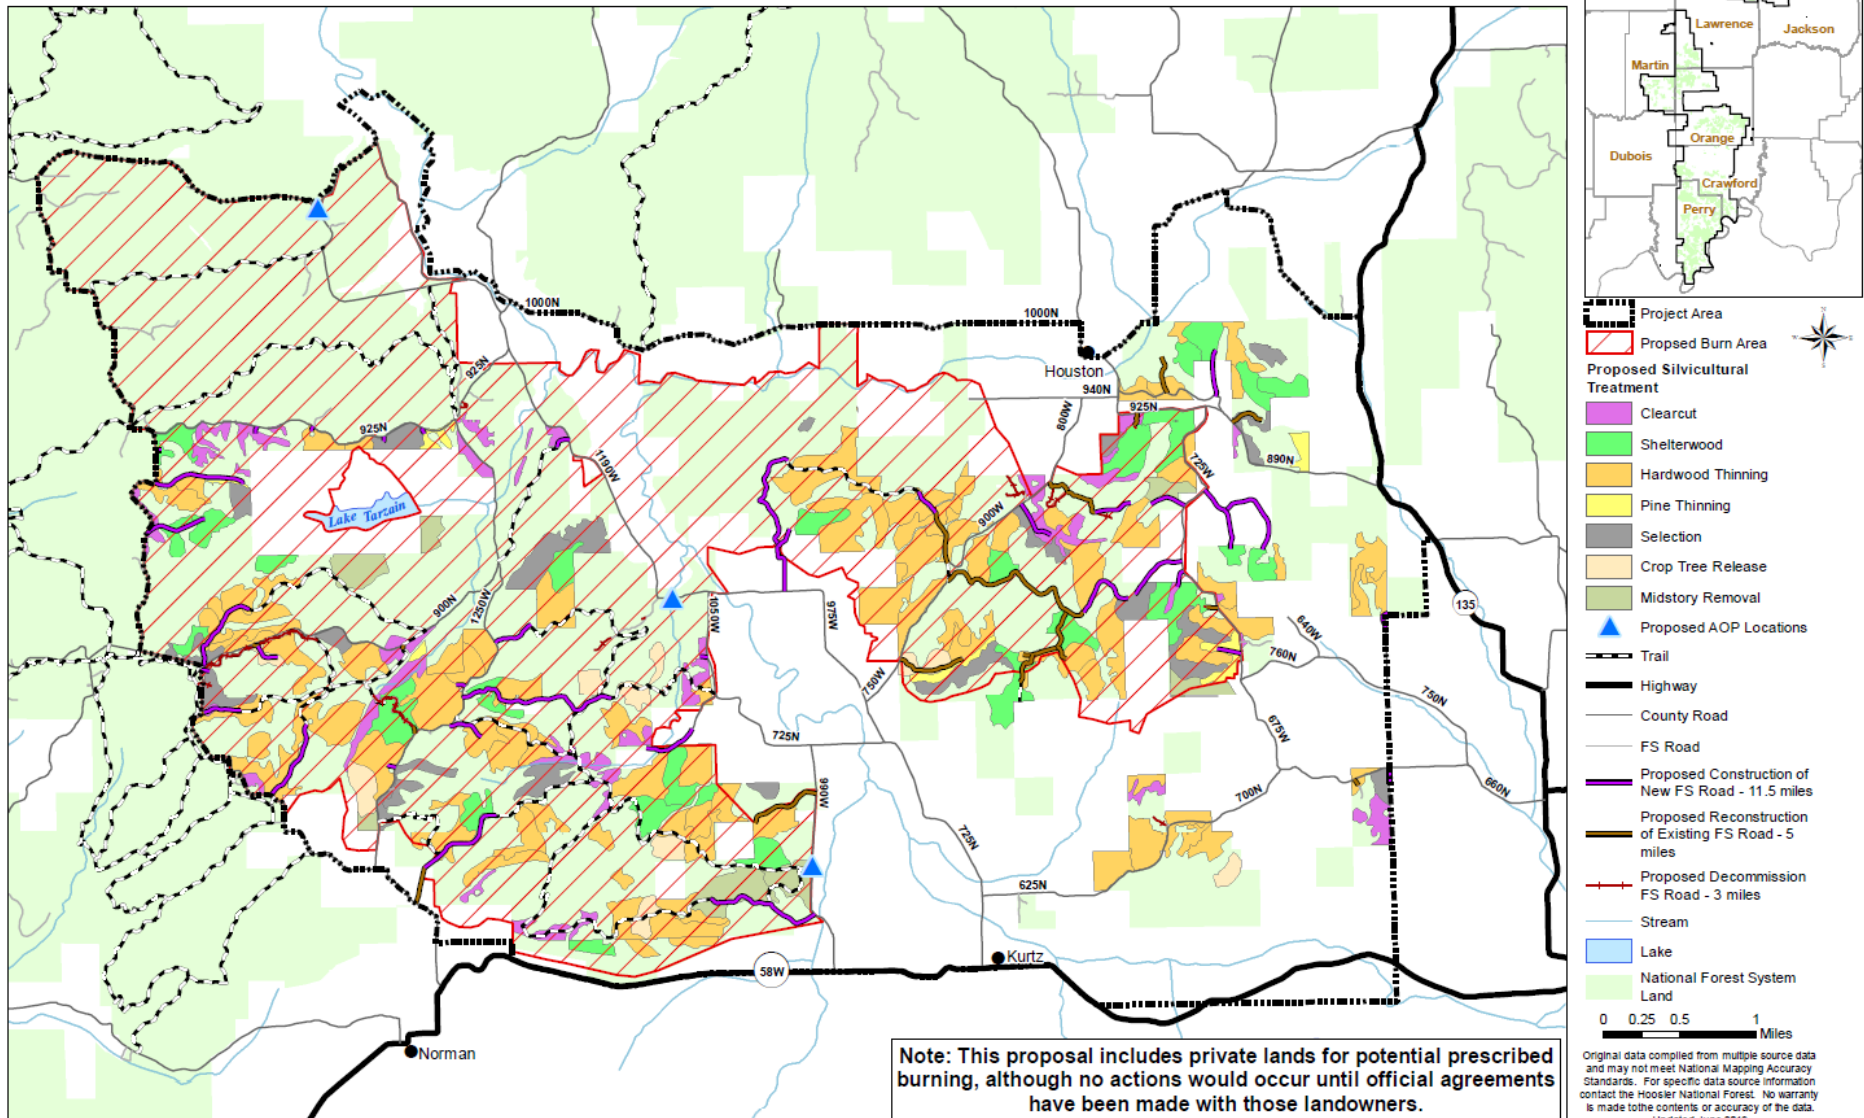 1000N
1000N
Houston
940N
925N
800W
925N
925N
1190W
725W
890N
Lake Tarzain
900W
900N
1250W
1050W
975W
640W
760N
750W
750N
725N
675W
990W
700N
660N
725N
625N
58W
Kurtz
Norman
135
Note: This proposal includes private lands for potential prescribed
burning, although no actions would occur until official agreements
have been made with those landowners.
Lawrence
Jackson
Martin
Orange
Dubois
Crawford
Perry
Project Area
Propsed Burn Area
Proposed Silvicultural
Treatment
Clearcut
Shelterwood
Hardwood Thinning
Pine Thinning
Selection
Crop Tree Release
Midstory Removal
Proposed AOP Locations
Trail
Highway
County Road
FS Road
Proposed Construction of
New FS Road - 11.5 miles
Proposed Reconstruction
of Existing FS Road - 5
miles
Proposed Decommission
FS Road - 3 miles
Stream
Lake
National Forest System
Land
0 0.25 0.5 1
Miles
Original data compiled from multiple source data
and may not meet National Mapping Accuracy
Standards. For specific data source information
contact the Hoosier National Forest. No warranty
is made tothe contents or accuracy of the data.